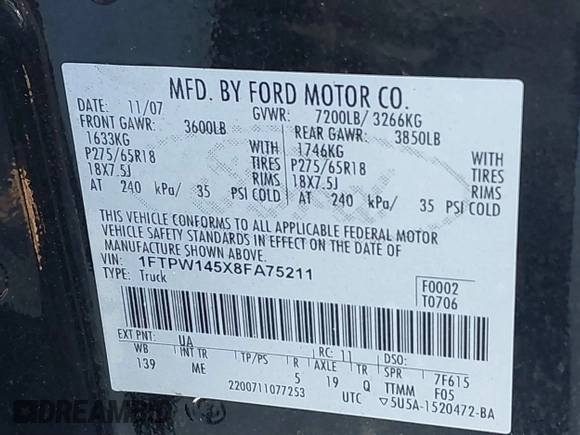 MFD. BY FORD MOTOR CO.
DATE: 11/07 GVWR: 7200LB/ 3266KG
FRONT GAWR: 3600LB REAR GAWR: 3850LB
1633KG WITH 1746KG WITH
P275/65R18 TIRES P275/65R18 TIRES
18X7.5J RIMS 18X7.5J RIMS
AT 240 kPa/ 35 PSI COLD AT 240 kPa/ 35 PSI COLD
THIS VEHICLE CONFORMS TO ALL APPLICABLE FEDERAL MOTOR
VEHICLE SAFETY STANDARDS IN EFFECT ON THE DATE OF
MANUFACTURE SHOWN ABOVE.
VIN: 1FTPW145X8FA75211
TYPE: Truck
F0002
T0706
EXT PNT: UA RC: 11 DSO:
WB INT TR TP/PS R AXLE TR SPR 7F615
139 ME 5 19 Q TTMM F05
2200711077253 UTC ▽5U5A-1520472-BA
DREAMBID